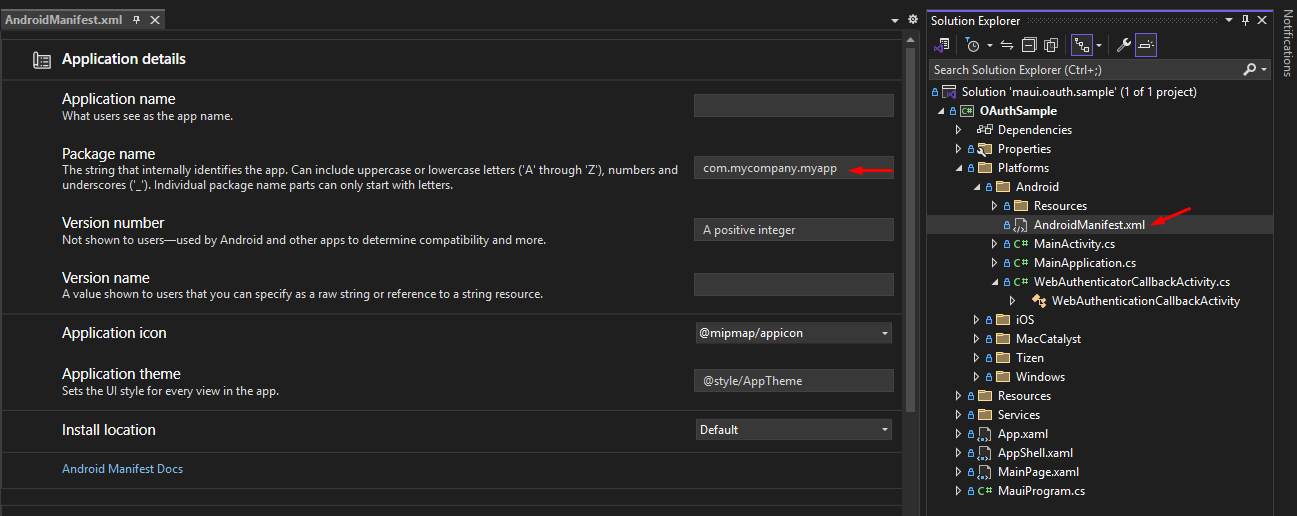 AndroidManifest.xml
Application details
Application name
What users see as the app name.
Package name
The string that internally identifies the app. Can include uppercase or lowercase letters ('A' through 'Z'), numbers and
underscores ('_'). Individual package name parts can only start with letters.
com.mycompany.myapp
Version number
Not shown to users—used by Android and other apps to determine compatibility and more.
A positive integer
Version name
A value shown to users that you can specify as a raw string or reference to a string resource.
Application icon
@mipmap/appicon
Application theme
Sets the UI style for every view in the app.
@style/AppTheme
Install location
Default
Android Manifest Docs
Solution Explorer
Search Solution Explorer (Ctrl+;)
Solution 'maui.oauth.sample' (1 of 1 project)
C# OAuthSample
Dependencies
Properties
Platforms
Android
Resources
AndroidManifest.xml
C# MainActivity.cs
C# MainApplication.cs
C# WebAuthenticatorCallbackActivity.cs
WebAuthenticationCallbackActivity
iOS
MacCatalyst
Tizen
Windows
Resources
Services
App.xaml
AppShell.xaml
MainPage.xaml
C# MauiProgram.cs
Notifications